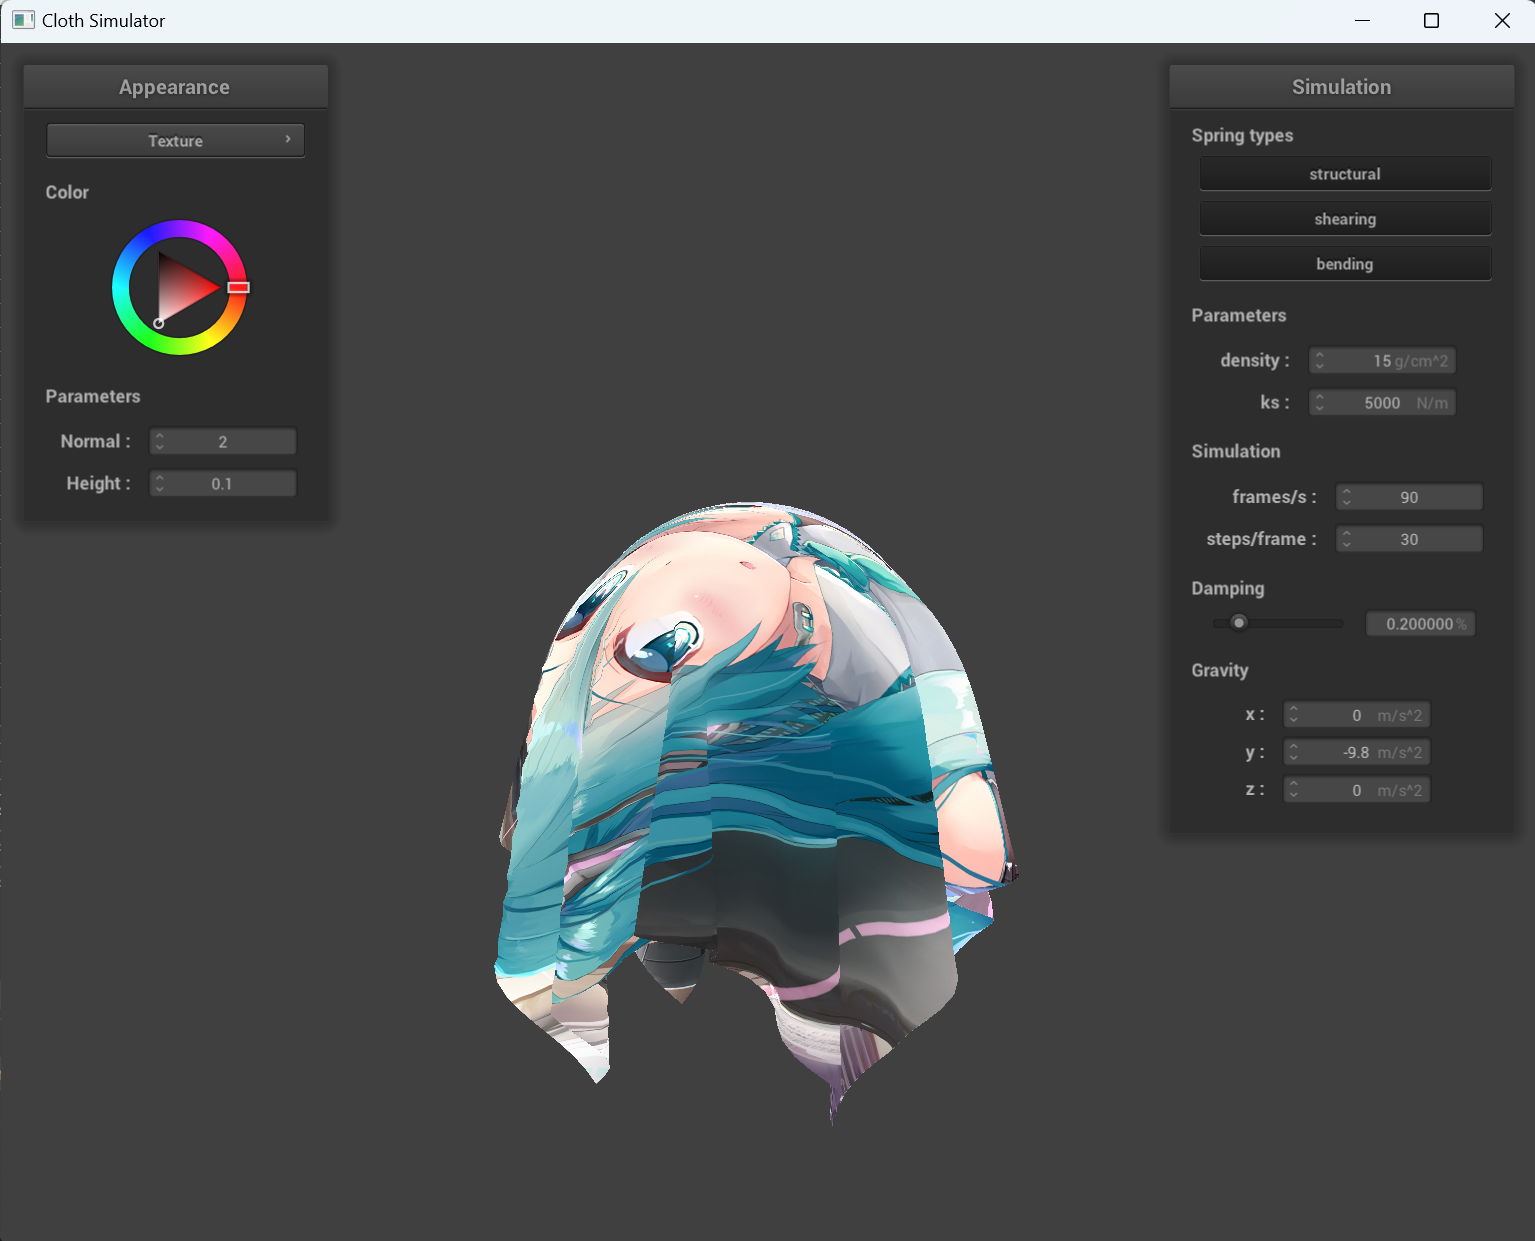 Cloth Simulator
Appearance
Texture
Color
Parameters
Normal : 2
Height : 0.1
Simulation
Spring types
structural
shearing
bending
Parameters
density : 15 g/cm^2
ks : 5000 N/m
Simulation
frames/s : 90
steps/frame : 30
Damping
0.200000 %
Gravity
x : 0 m/s^2
y : -9.8 m/s^2
z : 0 m/s^2